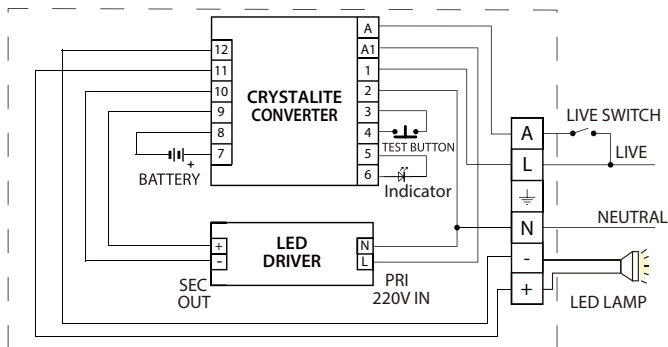 A
12
A1
11
1
10
CRYSTALITE
CONVERTER
2
9
3
8
4
TEST BUTTON
7
5
+
BATTERY
6
Indicator
A
LIVE SWITCH
L
LIVE
N
NEUTRAL
-
+
LED LAMP
LED
DRIVER
+
-
N
L
SEC
OUT
PRI
220V IN